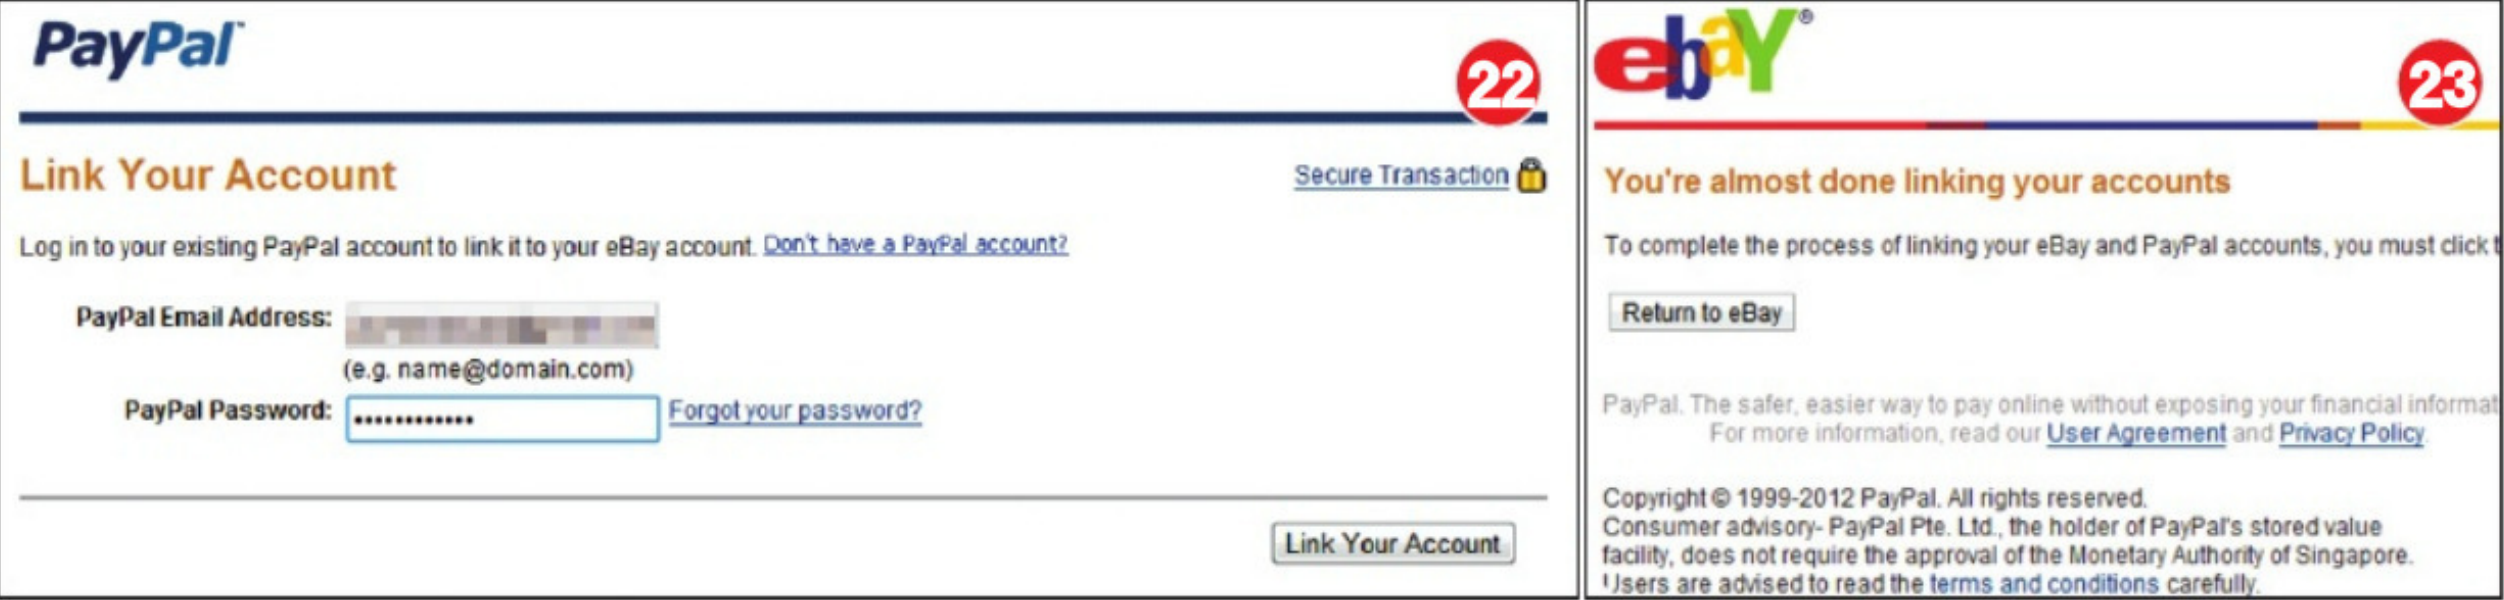 PayPal™
22
Link Your Account
Secure Transaction
Log in to your existing PayPal account to link it to your eBay account. Don't have a PayPal account?
PayPal Email Address:
(e.g. name@domain.com)
PayPal Password: •••••••••••• Forgot your password?
Link Your Account
ebaY®
23
You're almost done linking your accounts
To complete the process of linking your eBay and PayPal accounts, you must click
Return to eBay
PayPal. The safer, easier way to pay online without exposing your financial informat
For more information, read our User Agreement and Privacy Policy
Copyright © 1999-2012 PayPal. All rights reserved.
Consumer advisory- PayPal Pte. Ltd., the holder of PayPal's stored value
facility, does not require the approval of the Monetary Authority of Singapore.
Users are advised to read the terms and conditions carefully.